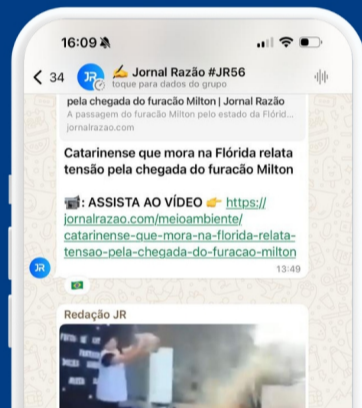 16:09
34
JR
✍️ Jornal Razão #JR56
toque para dados do grupo
pela chegada do furacão Milton | Jornal Razão
A passagem do furacão Milton pelo estado da Flórid...
jornalrazao.com
Catarinense que mora na Flórida relata
tensão pela chegada do furacão Milton
📹: ASSISTA AO VÍDEO 👉 https://
jornalrazao.com/meioambiente/
catarinense-que-mora-na-florida-relata-
tensao-pela-chegada-do-furacao-milton
13:49
JR
🇧🇷
Redação JR